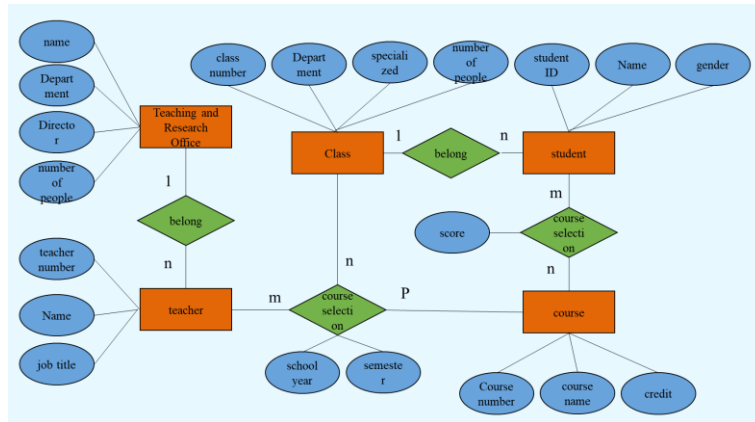 name
Depart
ment
Directo
r
number
of
people
Teaching and
Research
Office
class
number
Depart
ment
speciali
zed
number
of
people
student
ID
Name
gender
Class
1
belong
n
student
1
belong
n
m
course
selecti
on
score
n
teacher
number
Name
job title
teacher
m
n
course
selecti
on
P
course
school
year
semeste
r
Course
number
course
name
credit